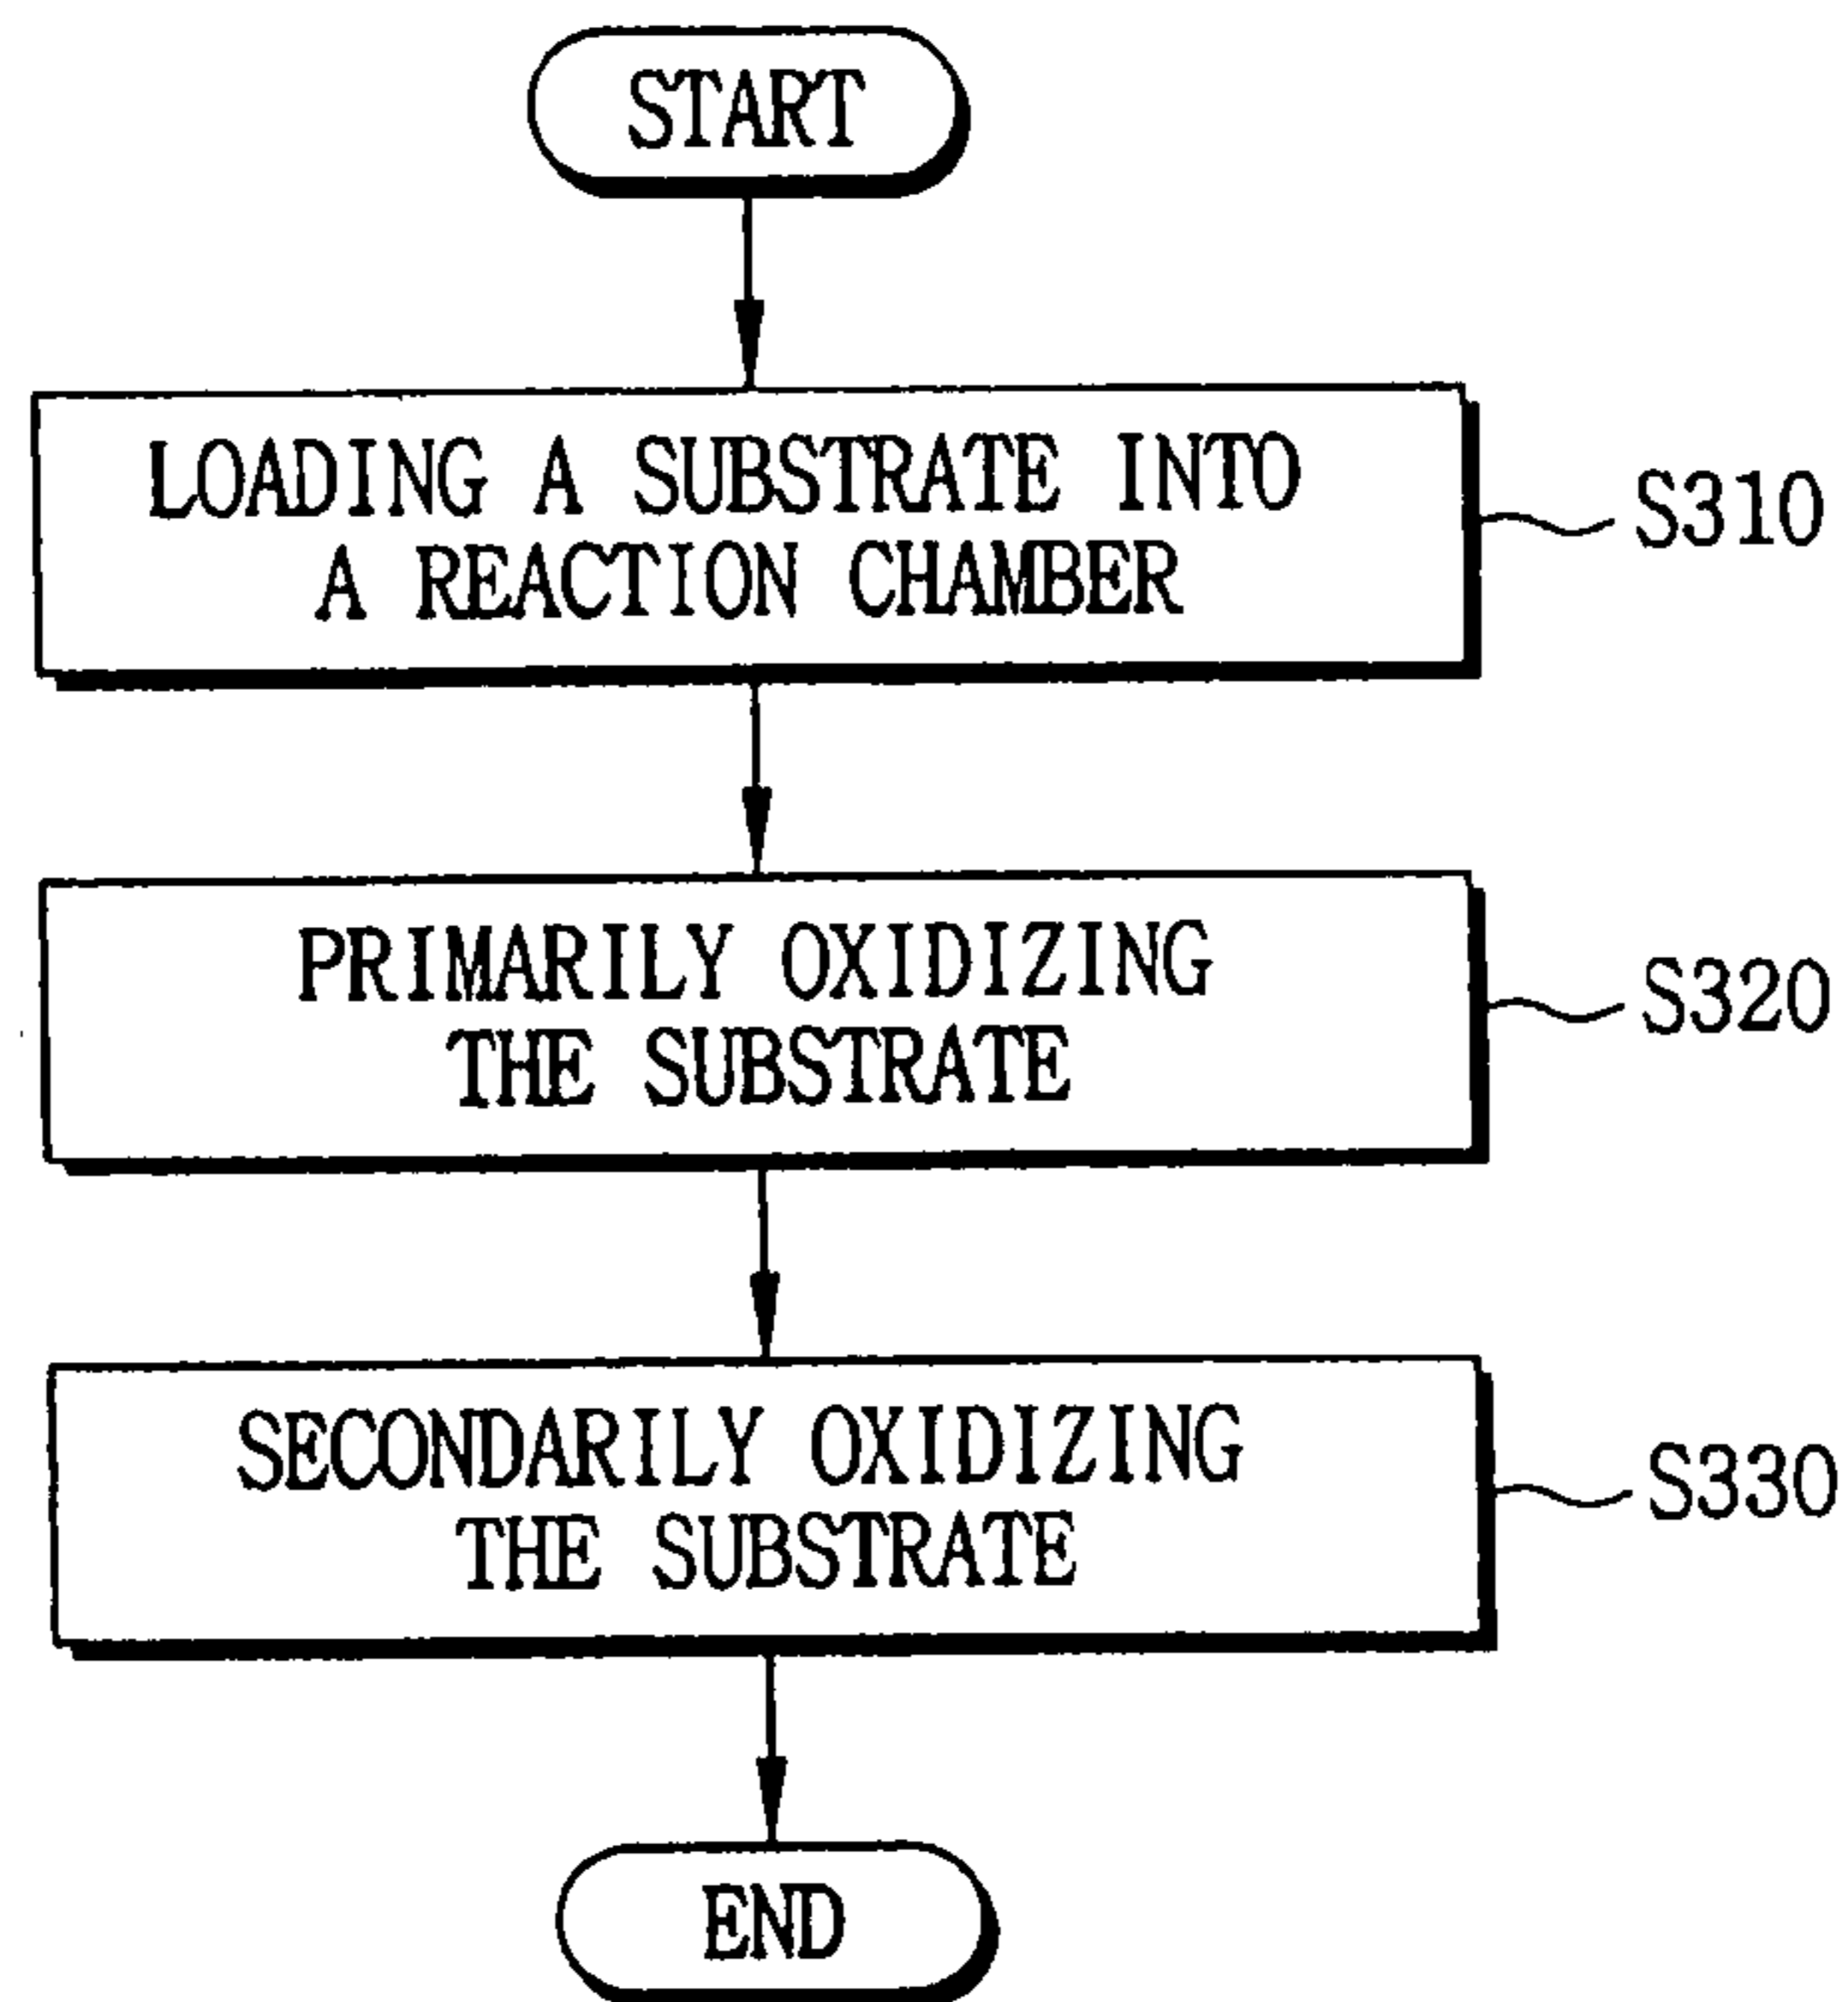 START
LOADING A SUBSTRATE INTO
A REACTION CHAMBER
S310
PRIMARILY OXIDIZING
THE SUBSTRATE
S320
SECONDARILY OXIDIZING
THE SUBSTRATE
S330
END